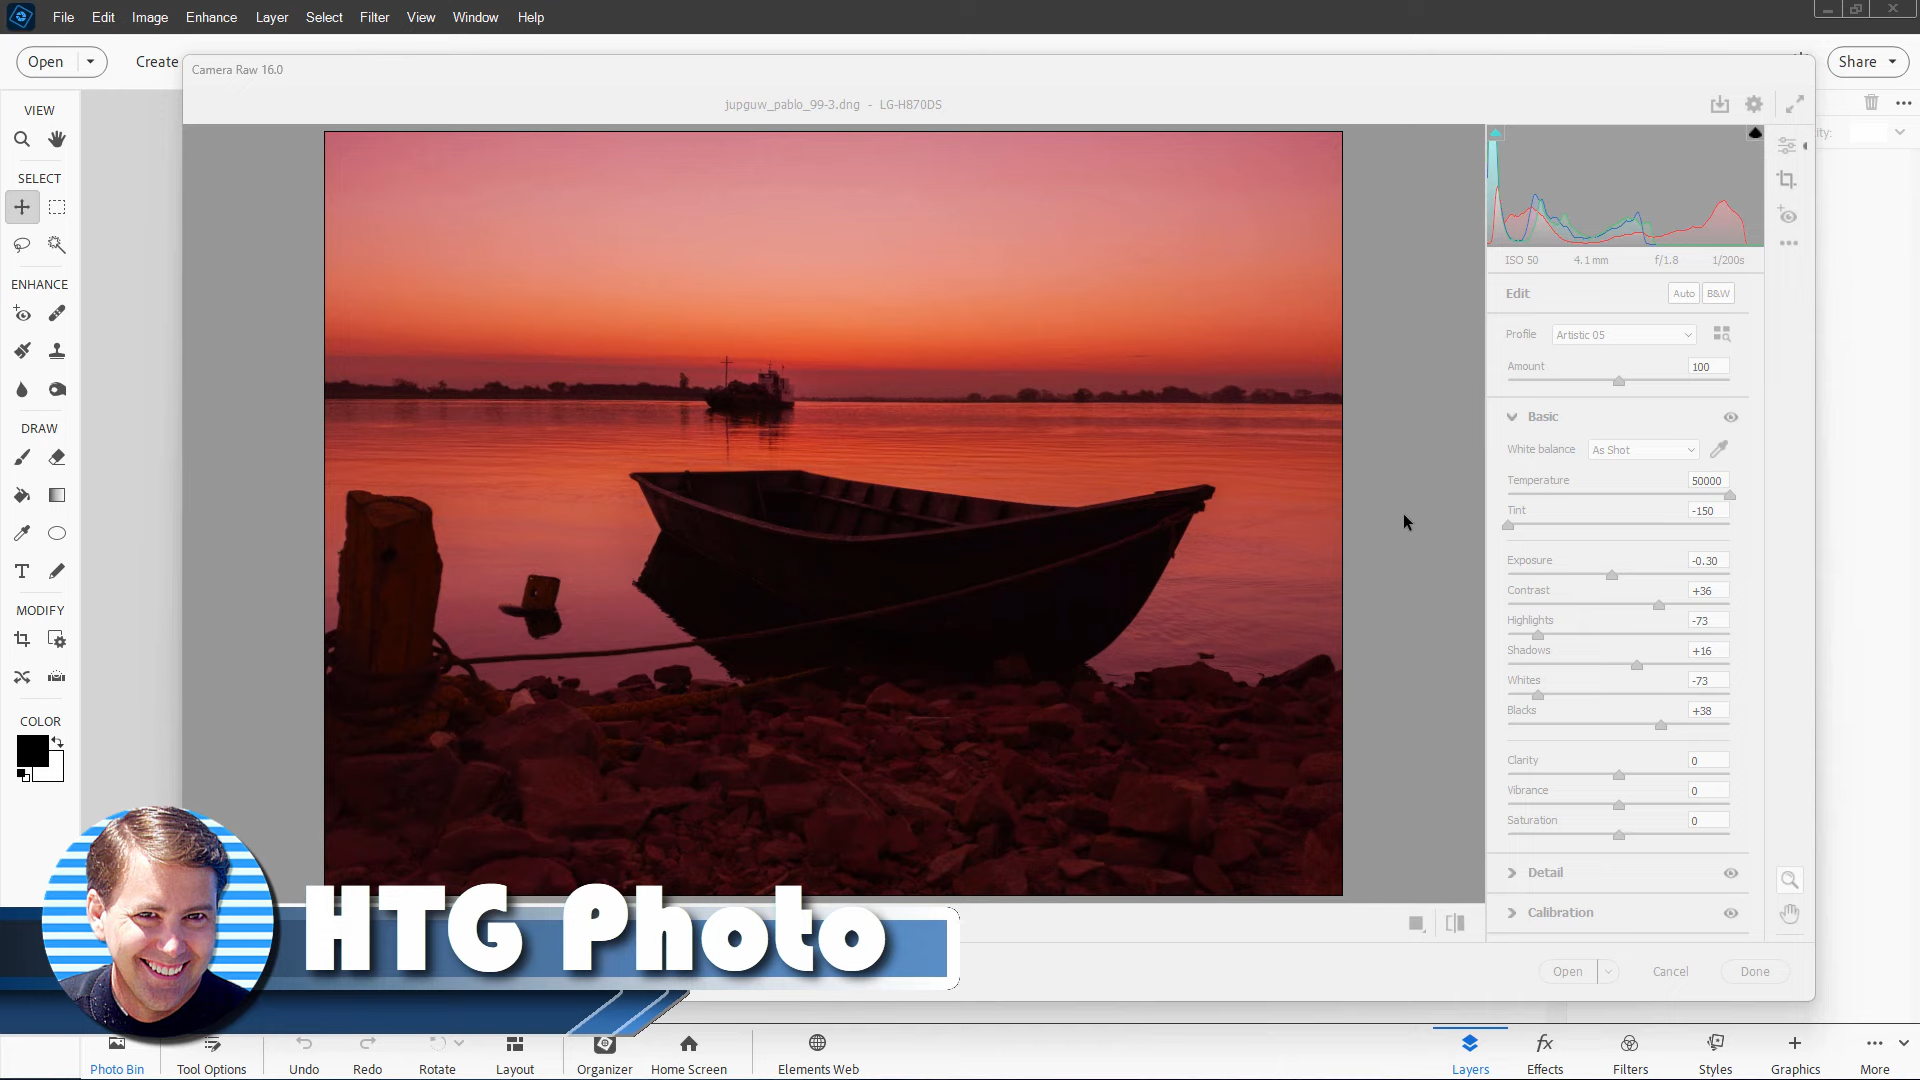 File Edit Image Enhance Layer Select Filter View Window Help
Open Create Share
Camera Raw 16.0
jupguw_pablo_99-3.dng - LG-H870DS
VIEW
SELECT
ENHANCE
DRAW
MODIFY
COLOR
ity:
ISO 50 4.1 mm f/1.8 1/200s
Edit Auto B&W
Profile Artistic 05
Amount 100
Basic
White balance As Shot
Temperature 50000
Tint -150
Exposure -0.30
Contrast +36
Highlights -73
Shadows +16
Whites -73
Blacks +38
Clarity 0
Vibrance 0
Saturation 0
Detail
Calibration
Open Cancel Done
HTG Photo
Photo Bin Tool Options Undo Redo Rotate Layout Organizer Home Screen Elements Web Layers Effects Filters Styles Graphics More